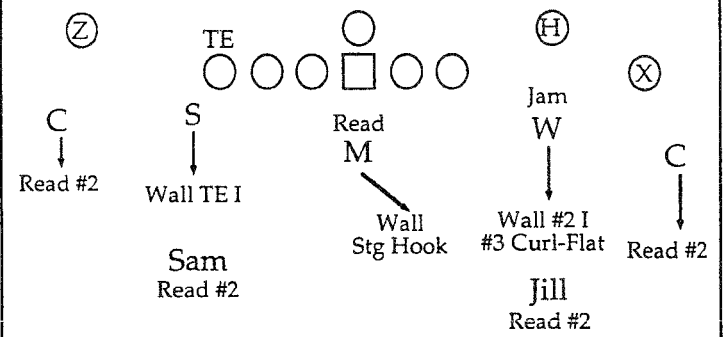 Z
H
TE
X
Jam
C
S
Read
W
M
C
Read #2
Wall TE I
Wall
Stg Hook
Wall #2 I
#3 Curl-Flat
Read #2
Sam
Read #2
Jill
Read #2